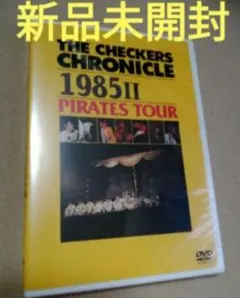 新品未開封
THE CHECKERS
CHRONICLE
1985II
PIRATES TOUR
DVD